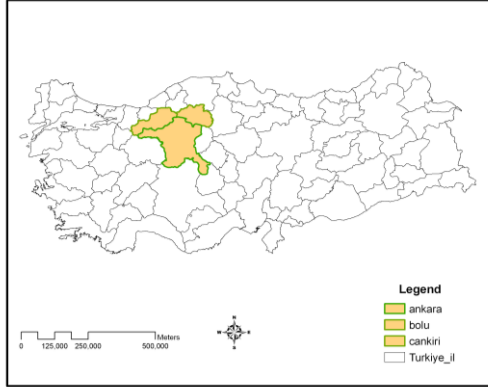 Legend
ankara
bolu
cankiri
Turkiye_il
Meters
0 125,000 250,000 500,000
N
W E
S